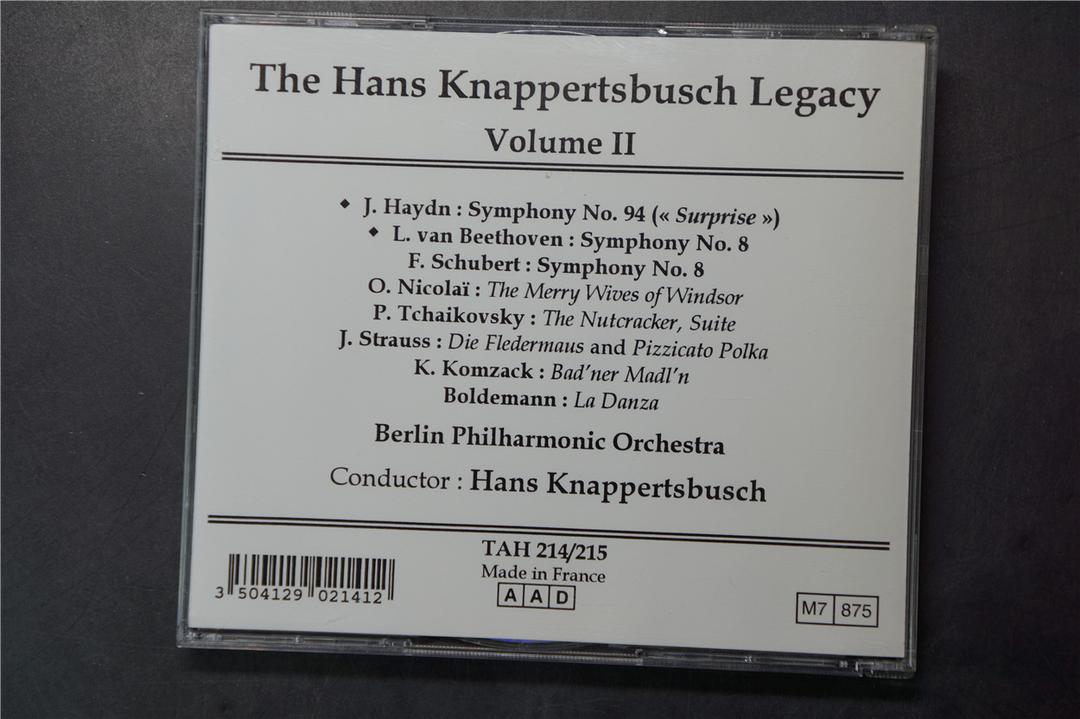 The Hans Knappertsbusch Legacy
Volume II
◆ J. Haydn : Symphony No. 94 (« Surprise »)
◆ L. van Beethoven : Symphony No. 8
F. Schubert : Symphony No. 8
O. Nicolaï : The Merry Wives of Windsor
P. Tchaikovsky : The Nutcracker, Suite
J. Strauss : Die Fledermaus and Pizzicato Polka
K. Komzack : Bad'ner Madl'n
Boldemann : La Danza
Berlin Philharmonic Orchestra
Conductor : Hans Knappertsbusch
TAH 214/215
Made in France
A A D
3 504129 021412
M7 875